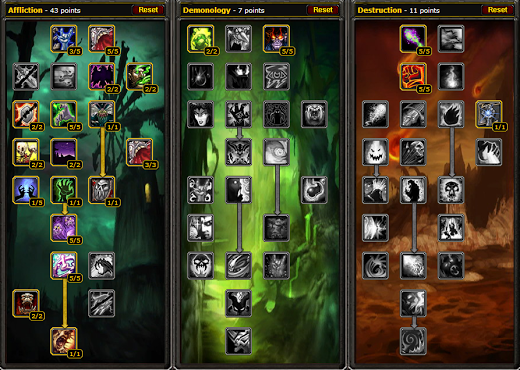 Affliction - 43 points Reset
3/5 5/5
2/2 2/2
2/2 5/5 1/1
2/2 2/2 3/3
1/5 1/1 1/1
5/5
5/5
2/2
1/1
Demonology - 7 points Reset
2/2 5/5
Destruction - 11 points Reset
5/5
5/5
1/1